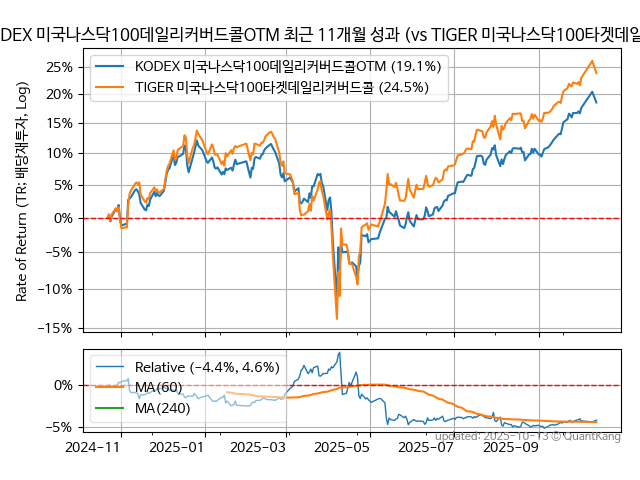 DEX 미국나스닥100데일리커버드콜OTM 최근 11개월 성과 (vs TIGER 미국나스닥100타겟데일
Rate of Return (TR: 배당재투자, Log)
25%
20%
15%
10%
5%
0%
−5%
−10%
−15%
KODEX 미국나스닥100데일리커버드콜OTM (19.1%)
TIGER 미국나스닥100타겟데일리커버드콜 (24.5%)
0%
−5%
Relative (−4.4%, 4.6%)
MA(60)
MA(240)
2024−11
2025−01
2025−03
2025−05
2025−07
2025−09
updated: 2025-10-13 © QuantKang